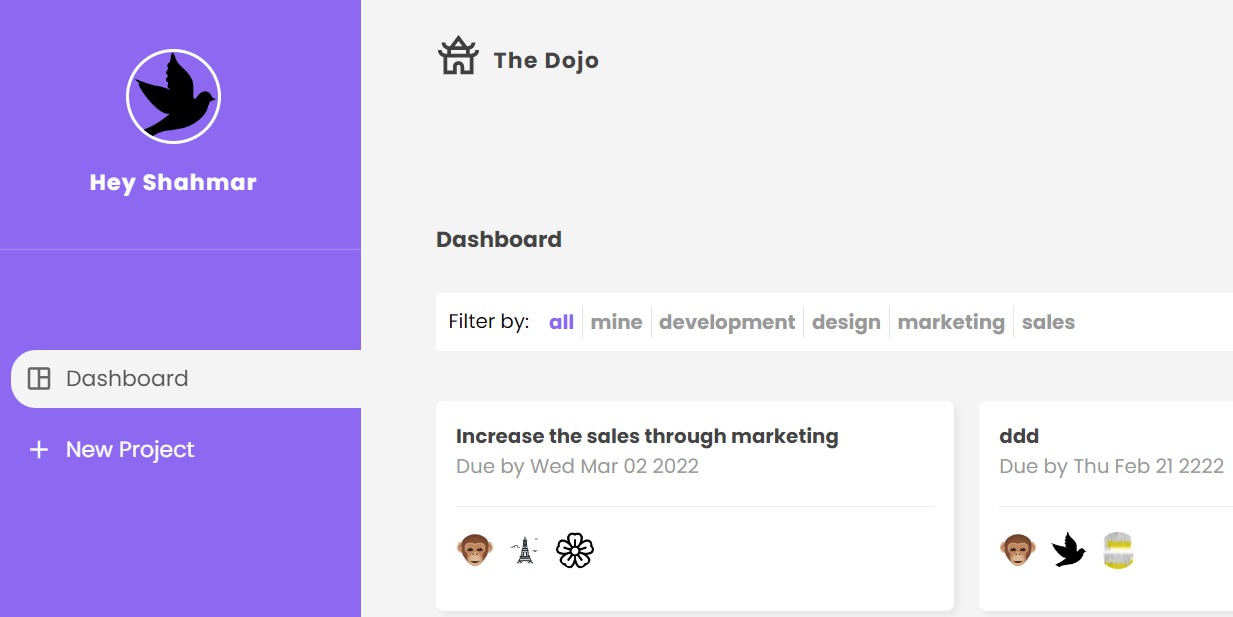 The Dojo
Hey Shahmar
Dashboard
New Project
Dashboard
Filter by: all mine development design marketing sales
Increase the sales through marketing
Due by Wed Mar 02 2022
ddd
Due by Thu Feb 21 2222